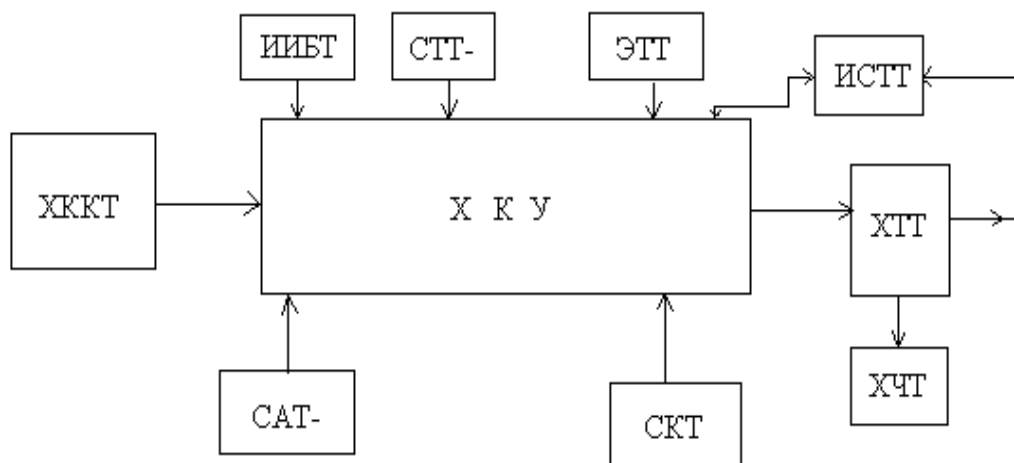 ИИБТ
СТТ-
ЭТТ
ИСТТ
ХККТ
Х К У
ХТТ
ХЧТ
САТ-
СКТ